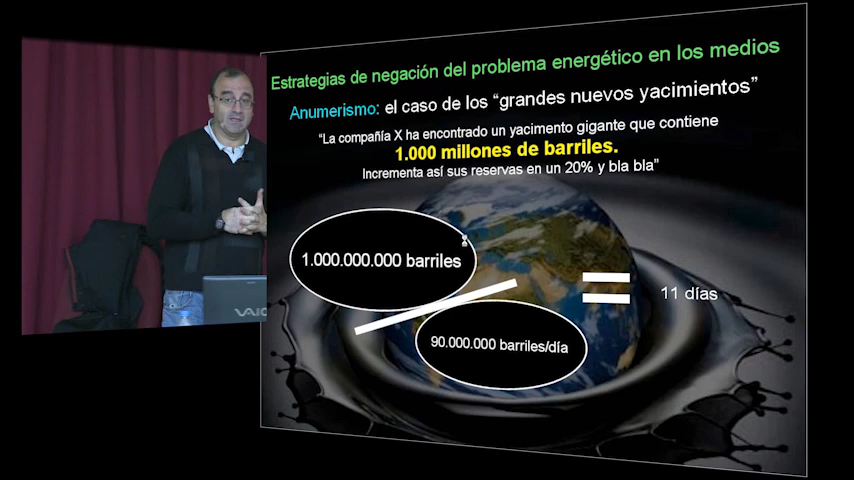 Estrategias de negación del problema energético en los medios
Anumerismo: el caso de los “grandes nuevos yacimientos”
“La compañía X ha encontrado un yacimento gigante que contiene
1.000 millones de barriles.
Incrementa así sus reservas en un 20% y bla bla”
1.000.000.000 barriles
11 días
90.000.000 barriles/día
VAIO